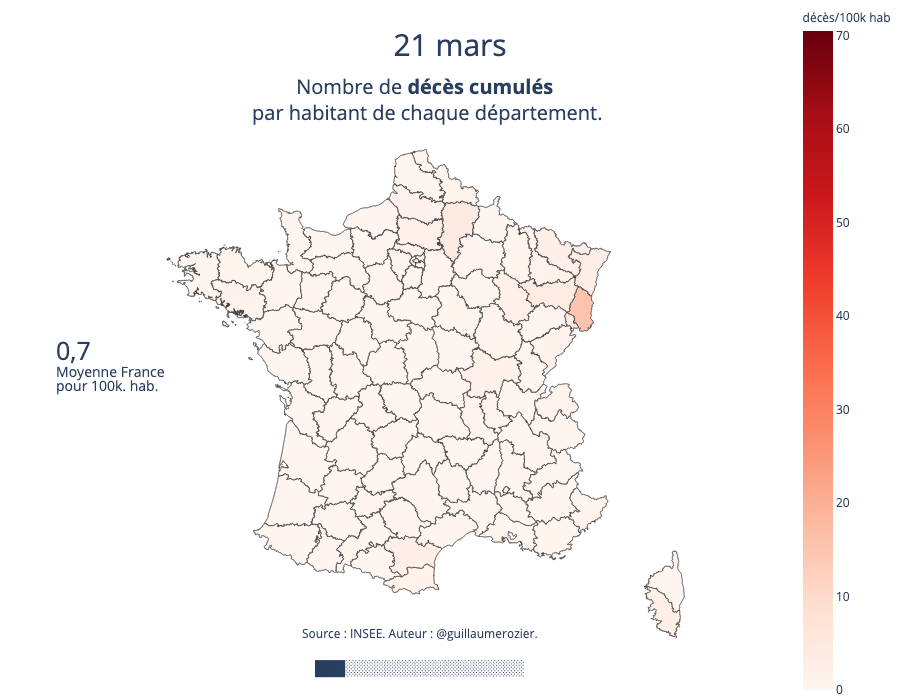 décès/100k hab
21 mars
Nombre de décès cumulés
par habitant de chaque département.
70
60
50
40
30
20
10
0
0,7
Moyenne France
pour 100k. hab.
Source : INSEE. Auteur : @guillaumerozier.